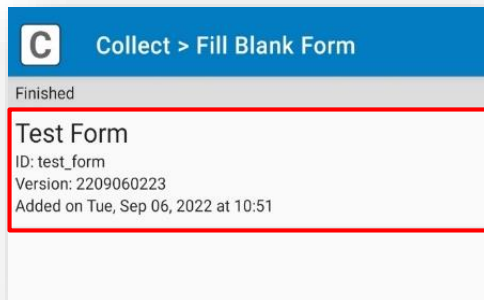 C Collect > Fill Blank Form
Finished
Test Form
ID: test_form
Version: 2209060223
Added on Tue, Sep 06, 2022 at 10:51